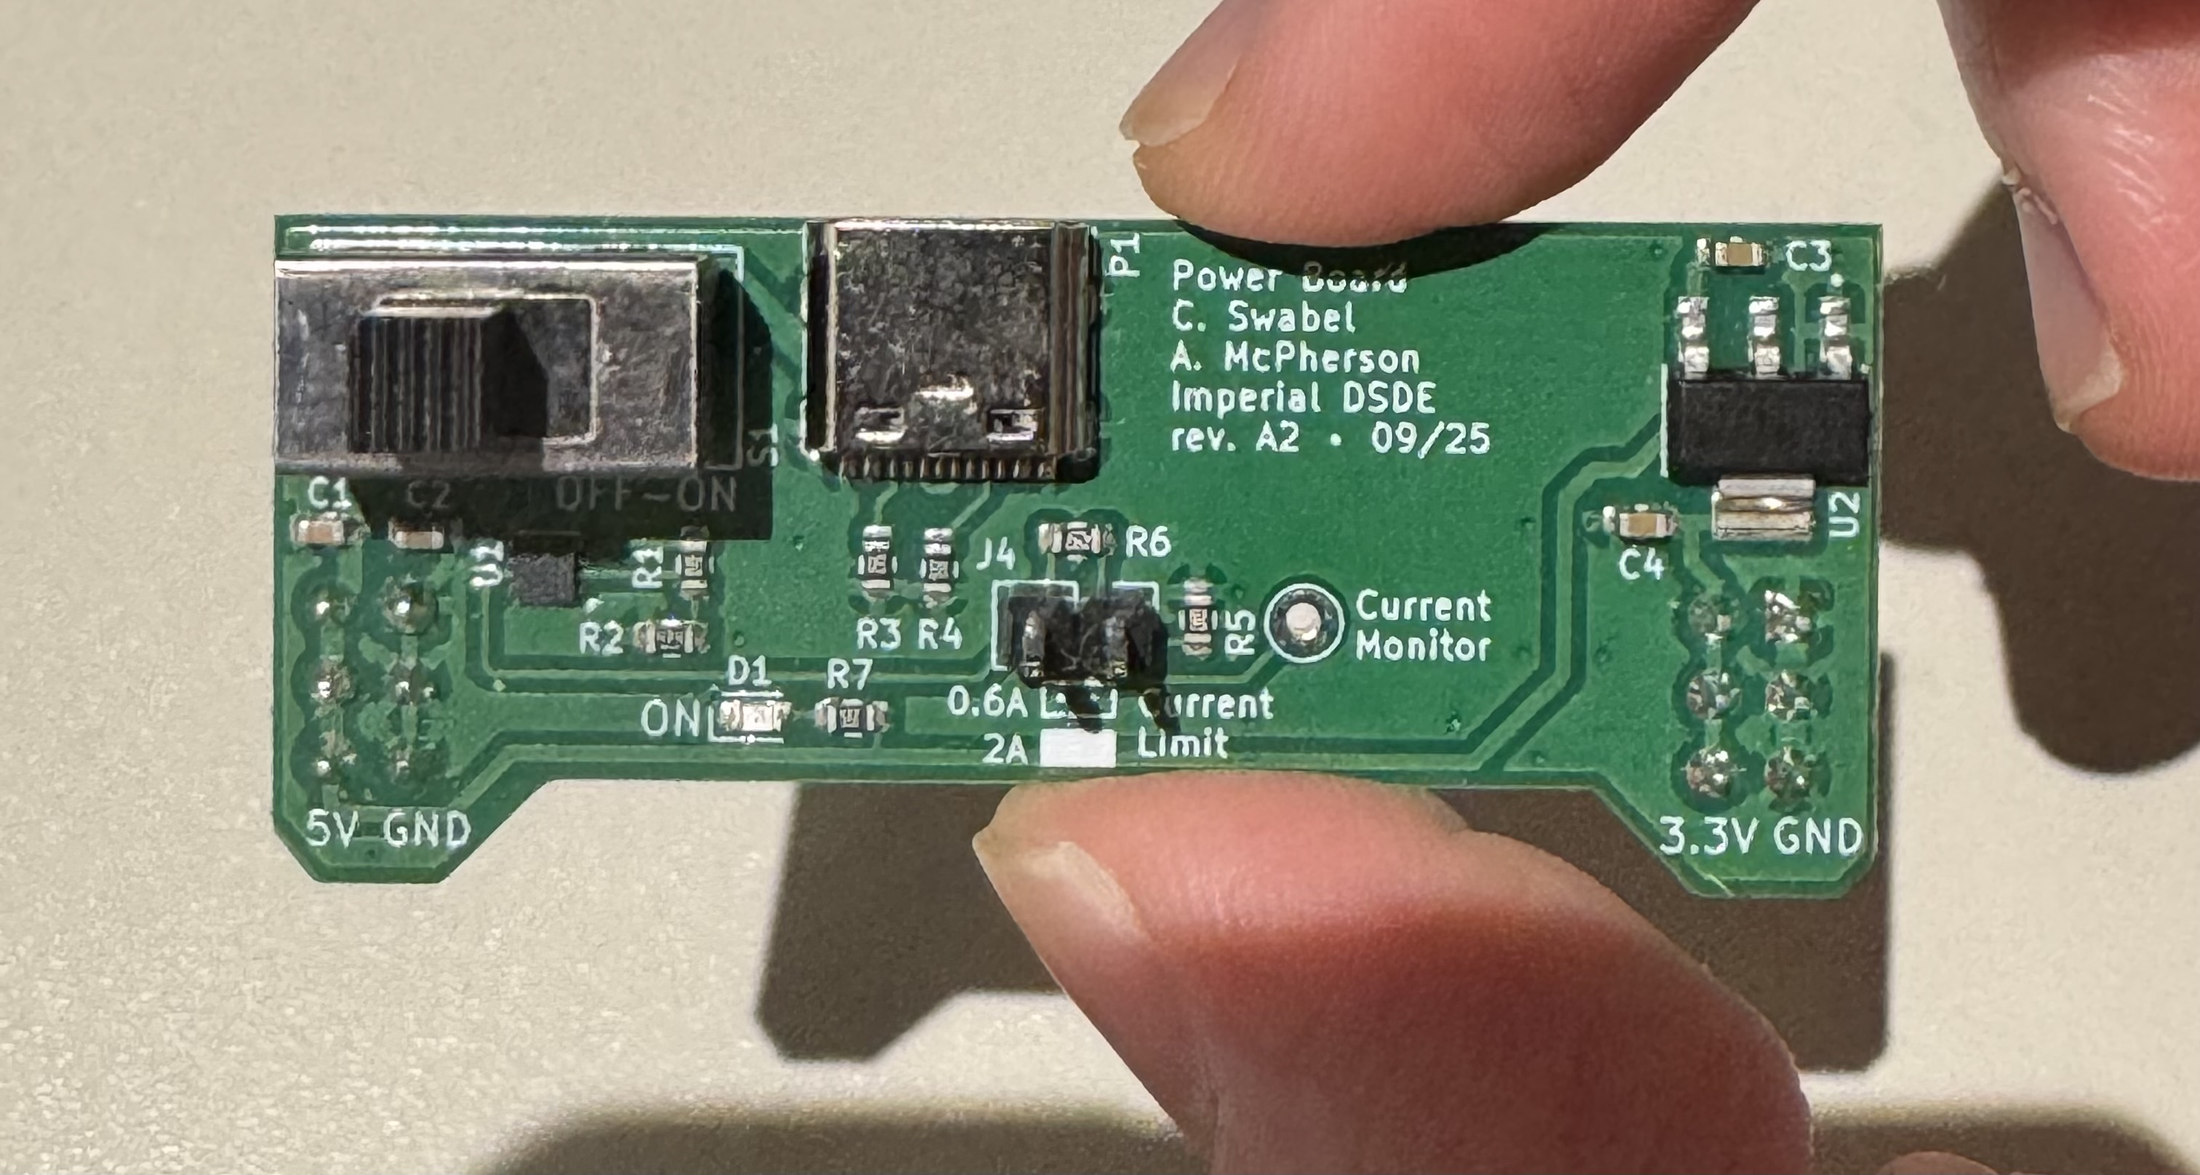 P1
C3
Power Board
C. Swabel
A. McPherson
Imperial DSDE
rev. A2 • 09/25
S1
OFF-ON
C1
C2
U1
R1
R2
R3 R4
J4
R6
R5
Current
Monitor
C4
U2
D1
R7
ON
0.6A
2A
Current
Limit
5V GND
3.3V GND